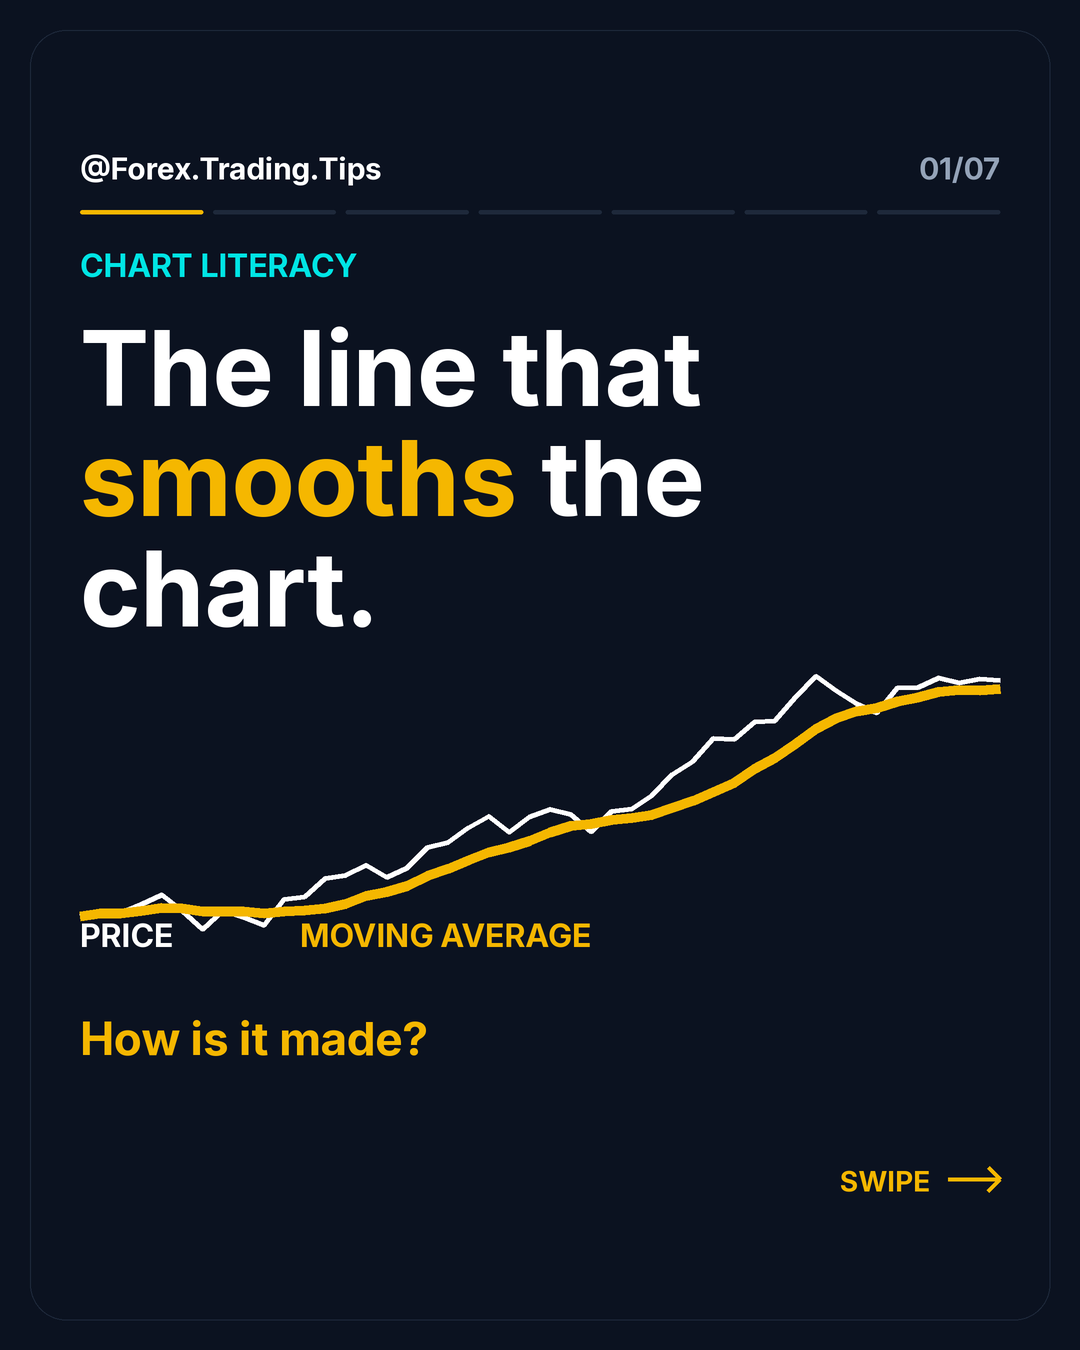 @Forex.Trading.Tips
01/07
CHART LITERACY
The line that
smooths the
chart.
PRICE
MOVING AVERAGE
How is it made?
SWIPE